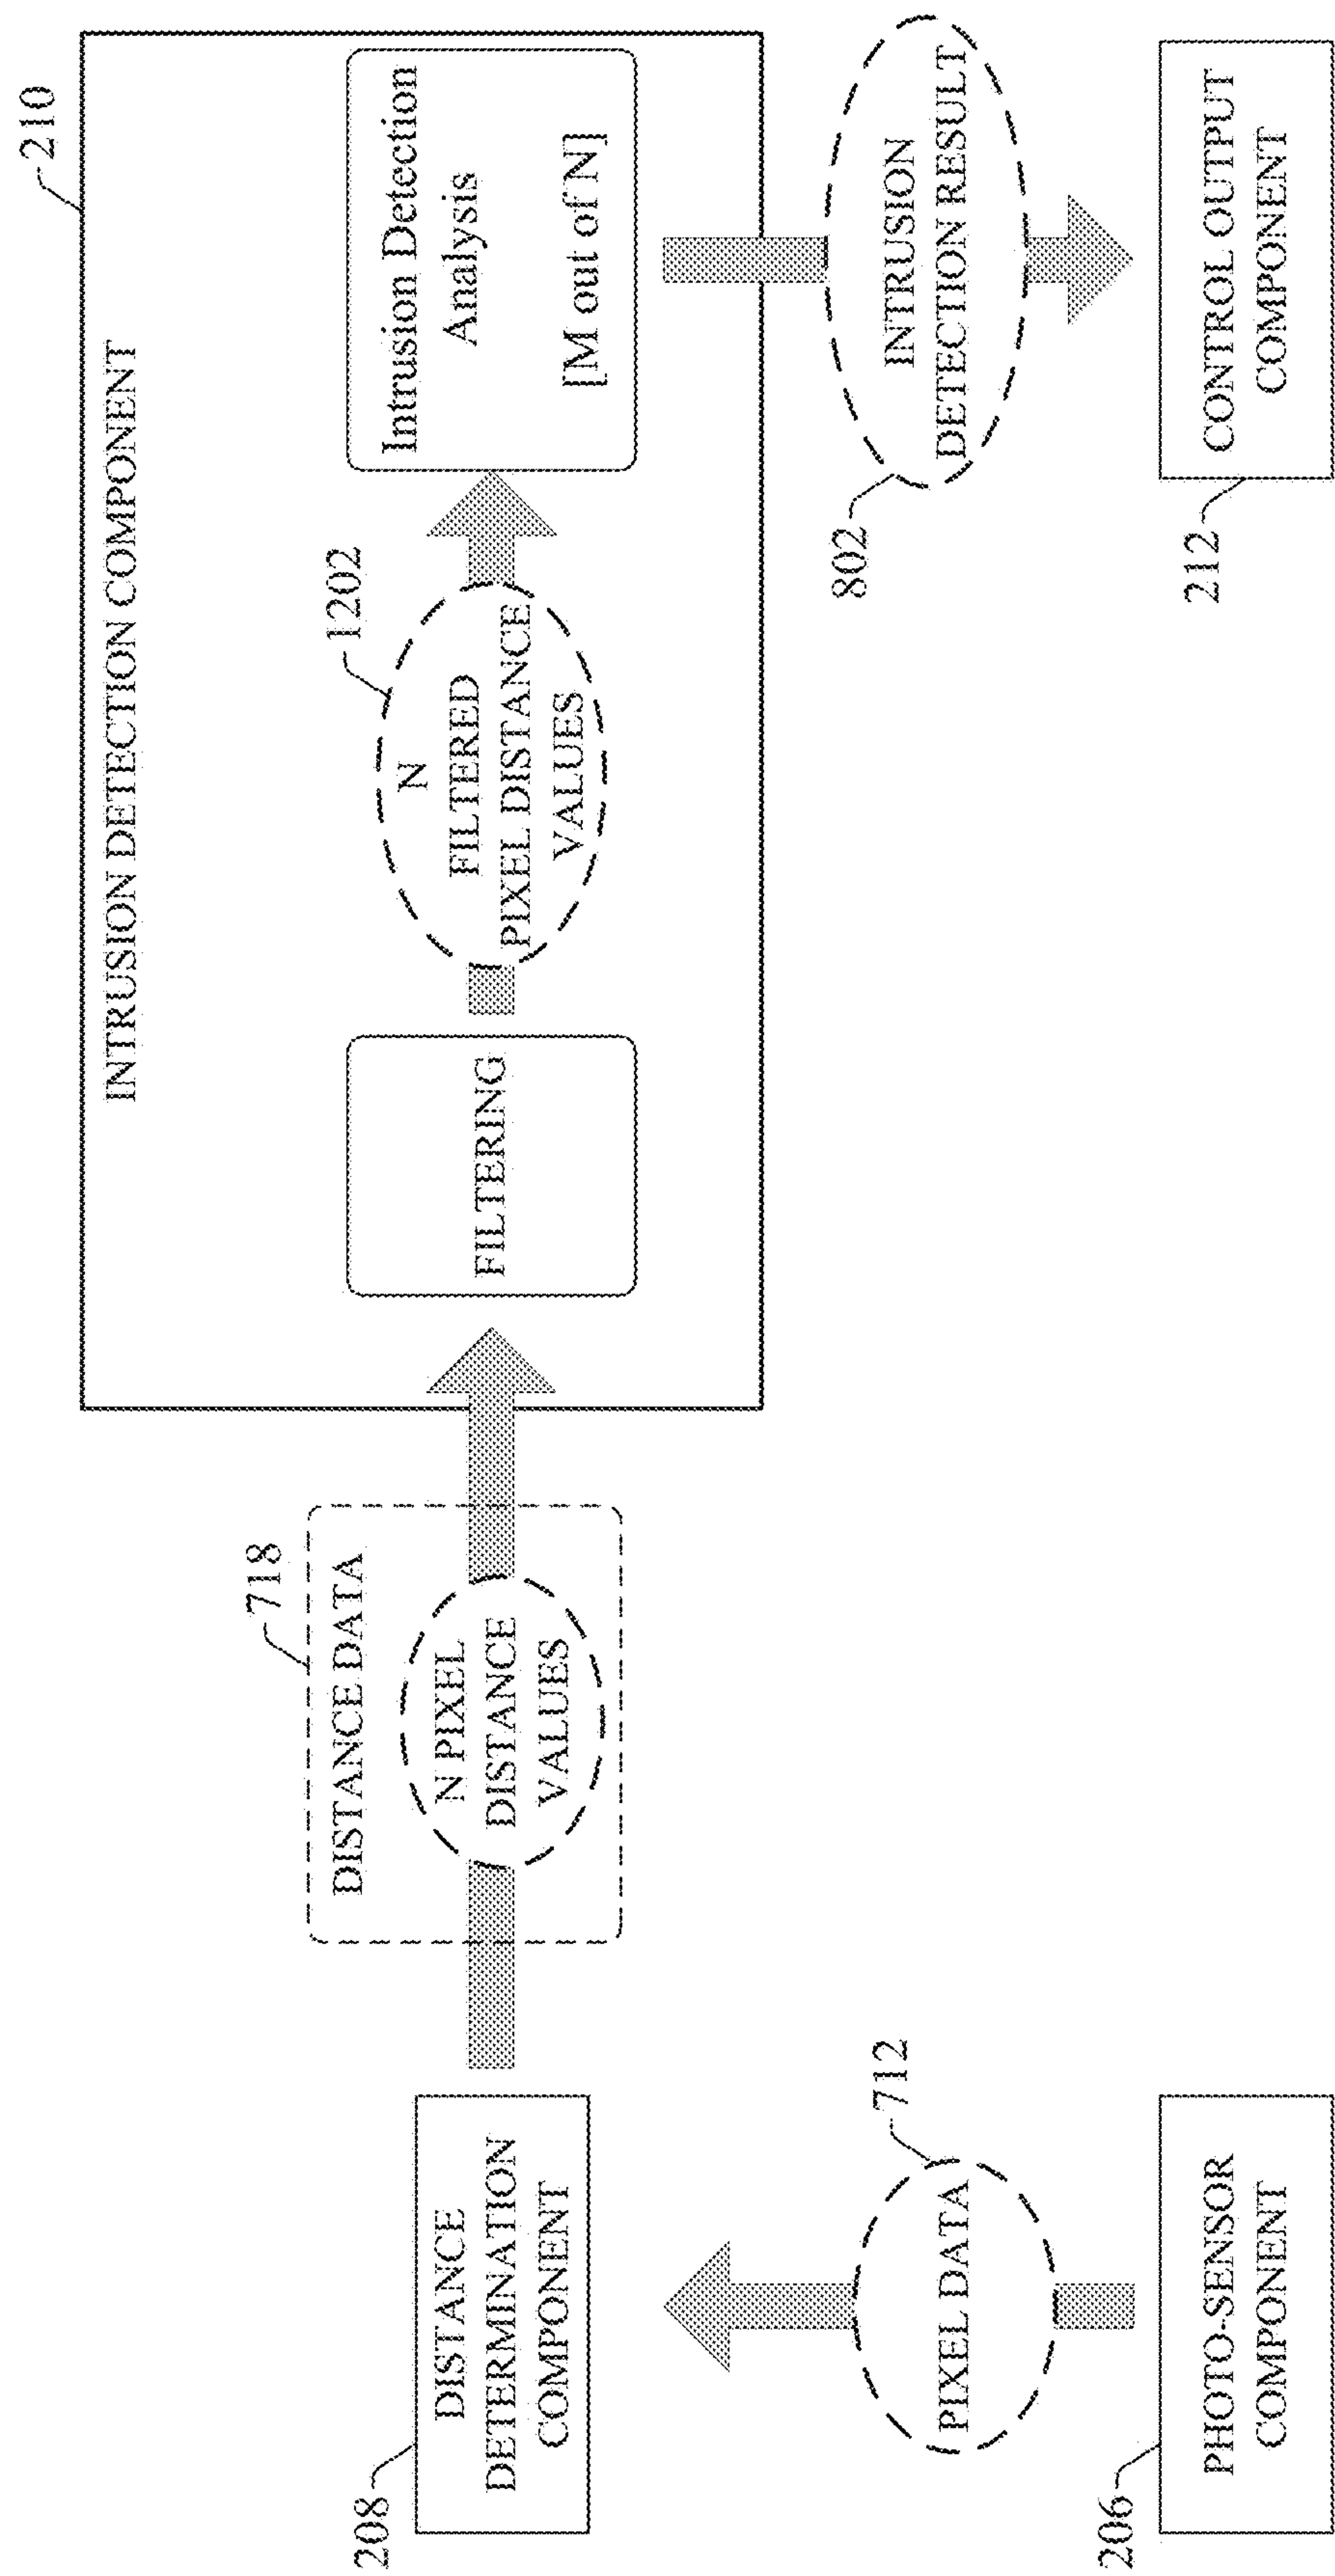 210
INTRUSION DETECTION COMPONENT
718
DISTANCE DATA
N PIXEL
DISTANCE
VALUES
FILTERING
1202
N
FILTERED
PIXEL DISTANCE
VALUES
Intrusion Detection
Analysis
[M out of N]
208
DISTANCE
DETERMINATION
COMPONENT
712
PIXEL DATA
206
PHOTO-SENSOR
COMPONENT
802
INTRUSION
DETECTION RESULT
212
CONTROL OUTPUT
COMPONENT